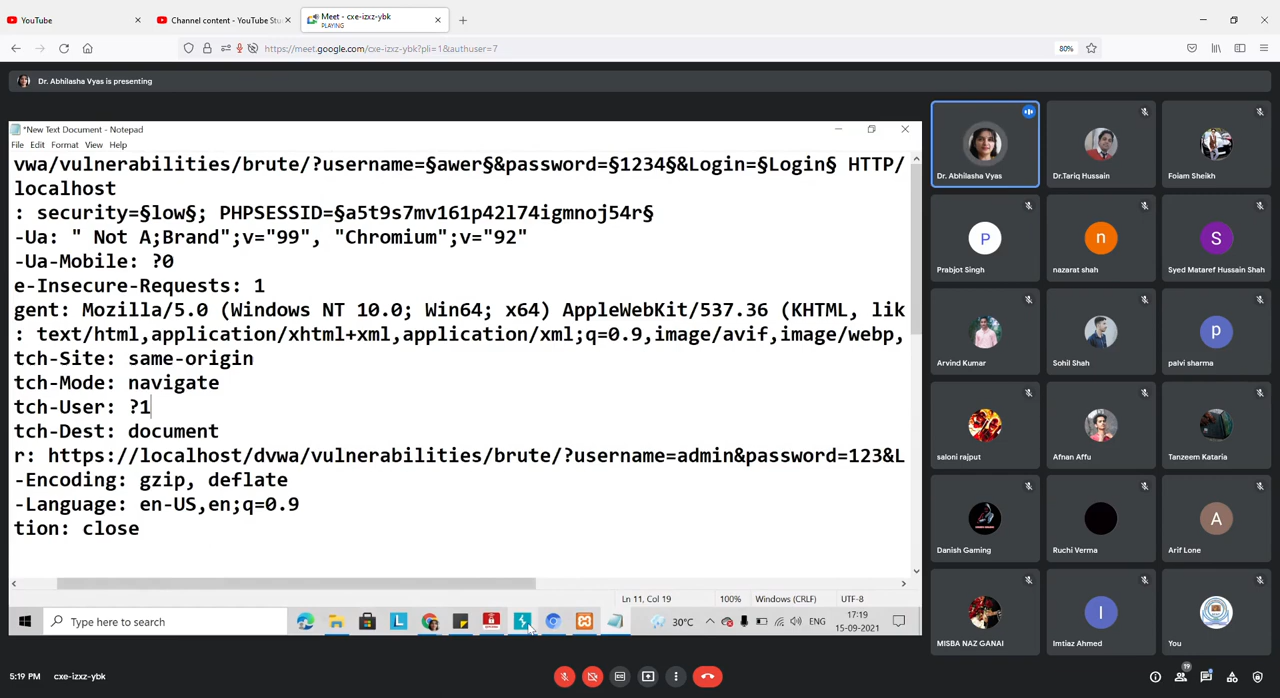 YouTube
Channel content - YouTube Stu
Meet - cxe-izxz-ybk
PLAYING
https://meet.google.com/cxe-izxz-ybk?pli=1&authuser=7
80%
Dr. Abhilasha Vyas is presenting
*New Text Document - Notepad
File Edit Format View Help
vwa/vulnerabilities/brute/?username=§awer§&password=§1234§&Login=§Login§ HTTP/
localhost
: security=§low§; PHPSESSID=§a5t9s7mv161p42l74igmnoj54r§
-Ua: " Not A;Brand";v="99", "Chromium";v="92"
-Ua-Mobile: ?0
e-Insecure-Requests: 1
gent: Mozilla/5.0 (Windows NT 10.0; Win64; x64) AppleWebKit/537.36 (KHTML, lik
: text/html,application/xhtml+xml,application/xml;q=0.9,image/avif,image/webp,
tch-Site: same-origin
tch-Mode: navigate
tch-User: ?1
tch-Dest: document
r: https://localhost/dvwa/vulnerabilities/brute/?username=admin&password=123&L
-Encoding: gzip, deflate
-Language: en-US,en;q=0.9
tion: close
Ln 11, Col 19
100%
Windows (CRLF)
UTF-8
Type here to search
30°C
ENG
17:19
15-09-2021
Dr. Abhilasha Vyas
Dr.Tariq Hussain
Foiam Sheikh
P
n
S
Prabjot Singh
nazarat shah
Syed Mataref Hussain Shah
p
Arvind Kumar
Sohil Shah
palvi sharma
saloni rajput
Afnan Affu
Tanzeem Kataria
A
Danish Gaming
Ruchi Verma
Arif Lone
I
MISBA NAZ GANAI
Imtiaz Ahmed
You
5:19 PM
cxe-izxz-ybk
19